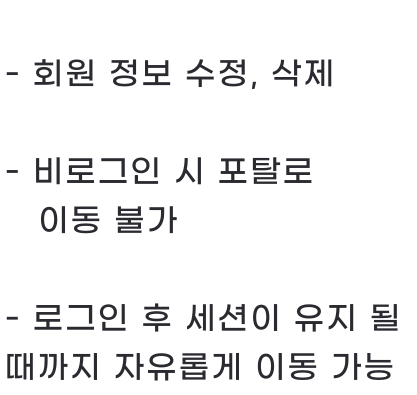 - 회원 정보 수정, 삭제
- 비로그인 시 포탈로
이동 불가
- 로그인 후 세션이 유지 될
때까지 자유롭게 이동 가능